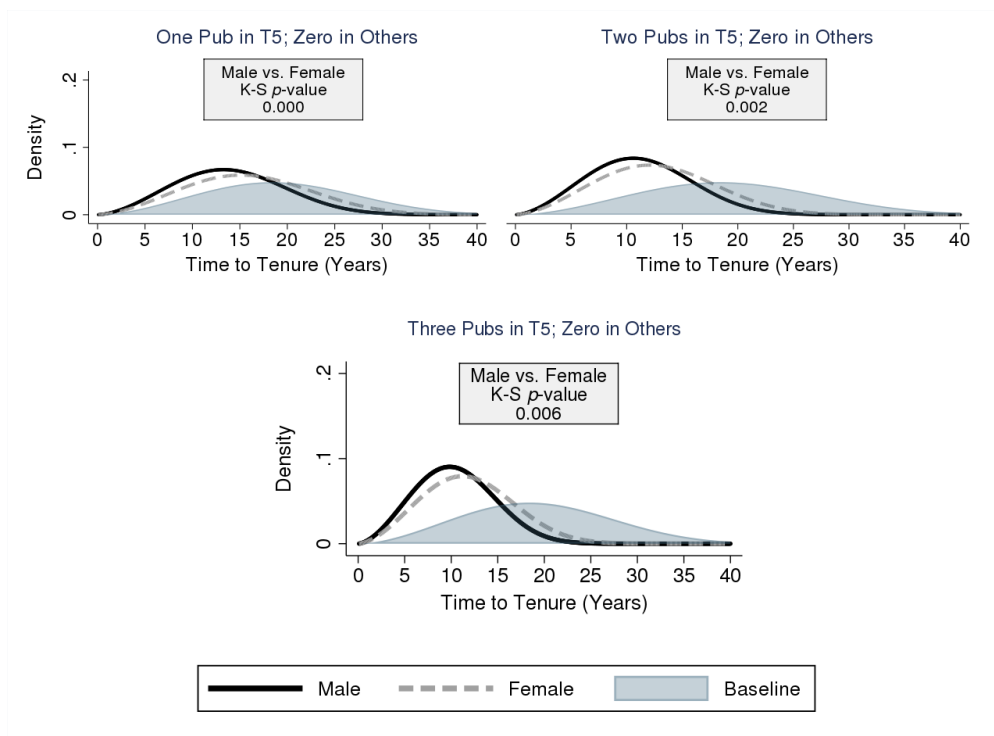 One Pub in T5; Zero in Others
Male vs. Female
K-S p-value
0.000
Density
.2
.1
0
0 5 10 15 20 25 30 35 40
Time to Tenure (Years)
Two Pubs in T5; Zero in Others
Male vs. Female
K-S p-value
0.002
0 5 10 15 20 25 30 35 40
Time to Tenure (Years)
Three Pubs in T5; Zero in Others
Male vs. Female
K-S p-value
0.006
Density
.2
.1
0
0 5 10 15 20 25 30 35 40
Time to Tenure (Years)
Male Female Baseline